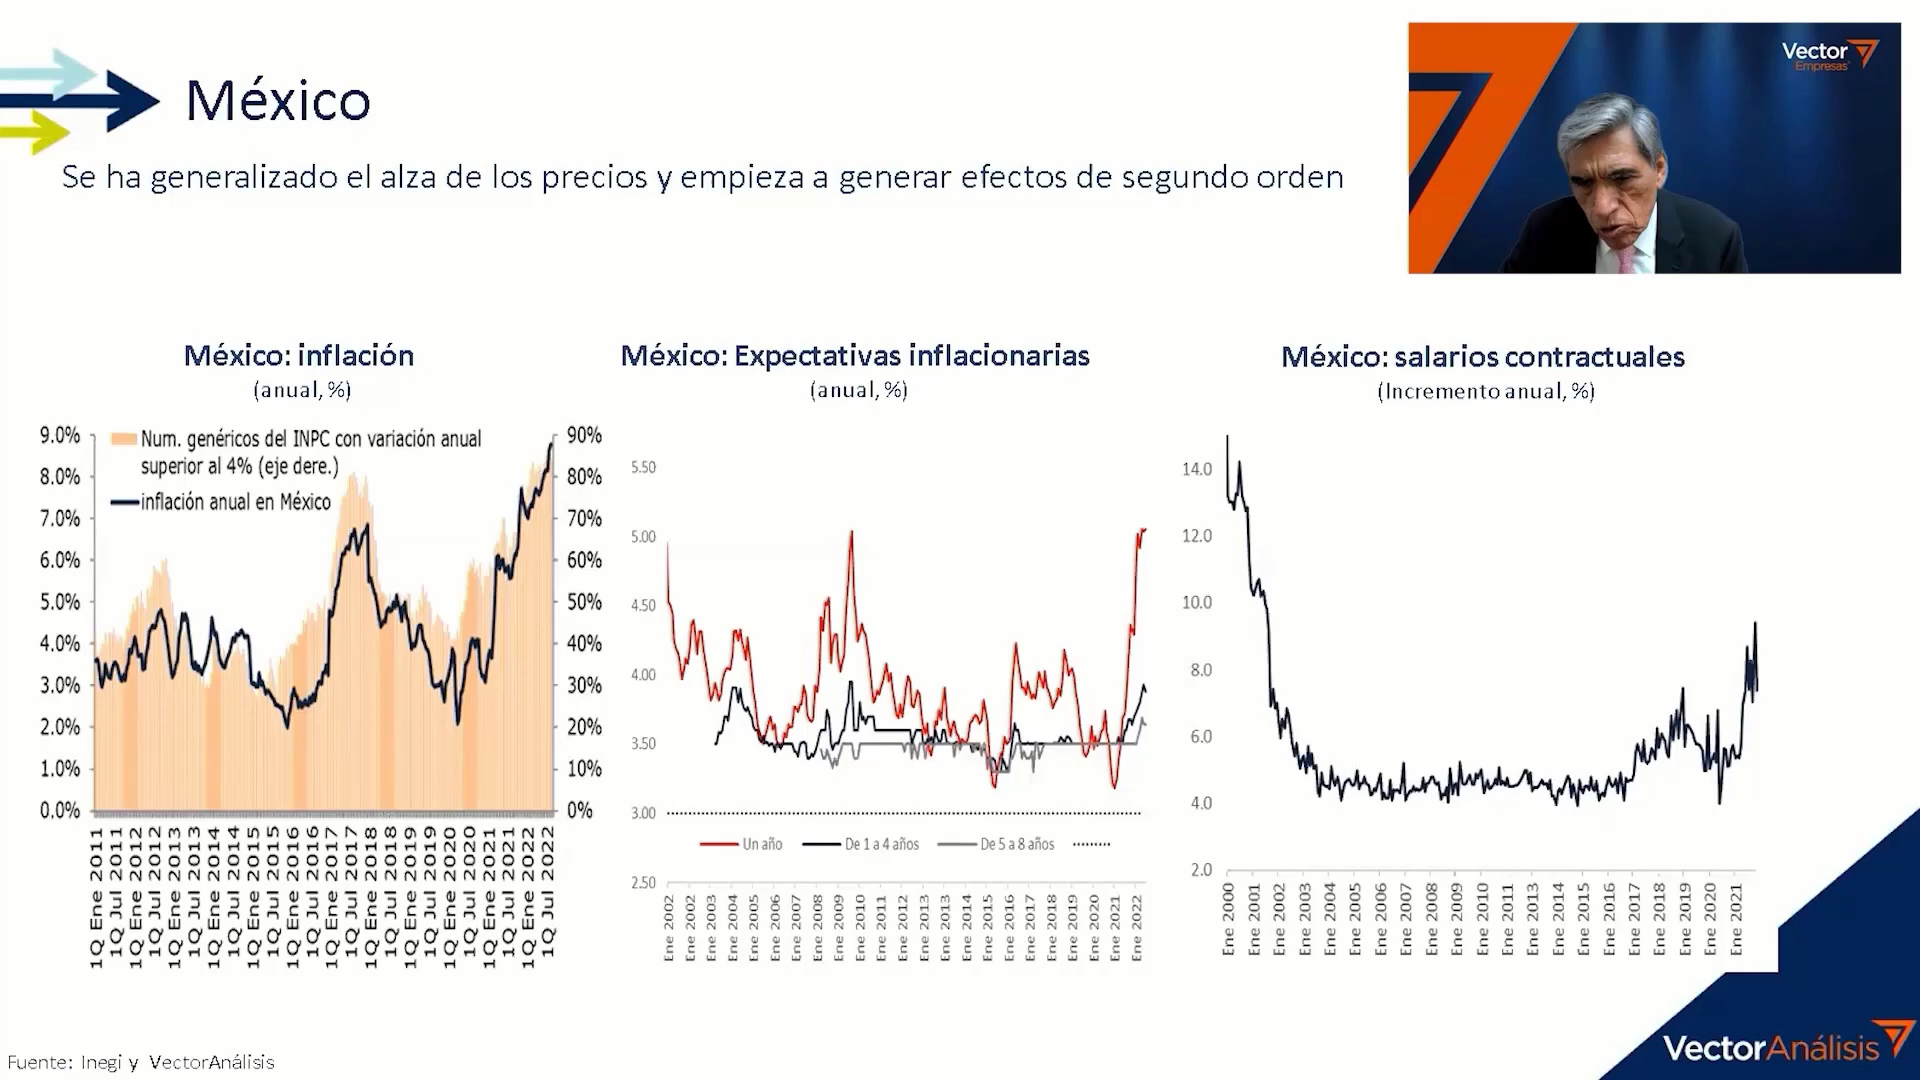 México
Se ha generalizado el alza de los precios y empieza a generar efectos de segundo orden
Vector
Empresas
México: inflación
(anual, %)
9.0%
8.0%
7.0%
6.0%
5.0%
4.0%
3.0%
2.0%
1.0%
0.0%
Num. genéricos del INPC con variación anual
superior al 4% (eje dere.)
inflación anual en México
90%
80%
70%
60%
50%
40%
30%
20%
10%
0%
1Q Ene 2011
1Q Jul 2011
1Q Ene 2012
1Q Jul 2012
1Q Ene 2013
1Q Jul 2013
1Q Ene 2014
1Q Jul 2014
1Q Ene 2015
1Q Jul 2015
1Q Ene 2016
1Q Jul 2016
1Q Ene 2017
1Q Jul 2017
1Q Ene 2018
1Q Jul 2018
1Q Ene 2019
1Q Jul 2019
1Q Ene 2020
1Q Jul 2020
1Q Ene 2021
1Q Jul 2021
1Q Ene 2022
1Q Jul 2022
México: Expectativas inflacionarias
(anual, %)
5.50
5.00
4.50
4.00
3.50
3.00
2.50
Un año
De 1 a 4 años
De 5 a 8 años
Ene 2002
Ene 2002
Ene 2003
Ene 2004
Ene 2005
Ene 2006
Ene 2007
Ene 2008
Ene 2009
Ene 2010
Ene 2011
Ene 2012
Ene 2013
Ene 2013
Ene 2014
Ene 2015
Ene 2016
Ene 2017
Ene 2018
Ene 2019
Ene 2020
Ene 2021
Ene 2022
México: salarios contractuales
(Incremento anual, %)
14.0
12.0
10.0
8.0
6.0
4.0
2.0
Ene 2000
Ene 2001
Ene 2002
Ene 2003
Ene 2004
Ene 2005
Ene 2006
Ene 2007
Ene 2008
Ene 2009
Ene 2010
Ene 2011
Ene 2013
Ene 2014
Ene 2015
Ene 2016
Ene 2017
Ene 2018
Ene 2019
Ene 2020
Ene 2021
Fuente: Inegi y VectorAnálisis
VectorAnálisis